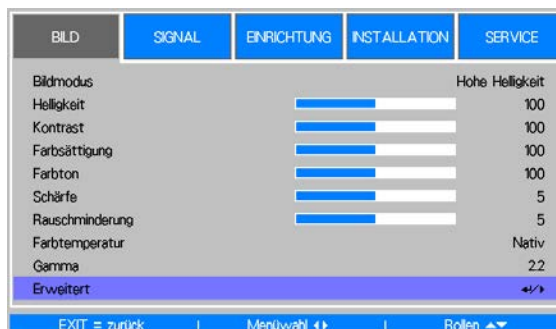 BILD SIGNAL EINRICHTUNG INSTALLATION SERVICE
Bildmodus Hohe Helligkeit
Helligkeit 100
Kontrast 100
Farbsättigung 100
Farbton 100
Schärfe 5
Rauschminderung 5
Farbtemperatur Nativ
Gamma 2.2
Erweitert ↵/▶
EXIT = zurück | Menüwahl ◀▶ | Rollen ▲▼